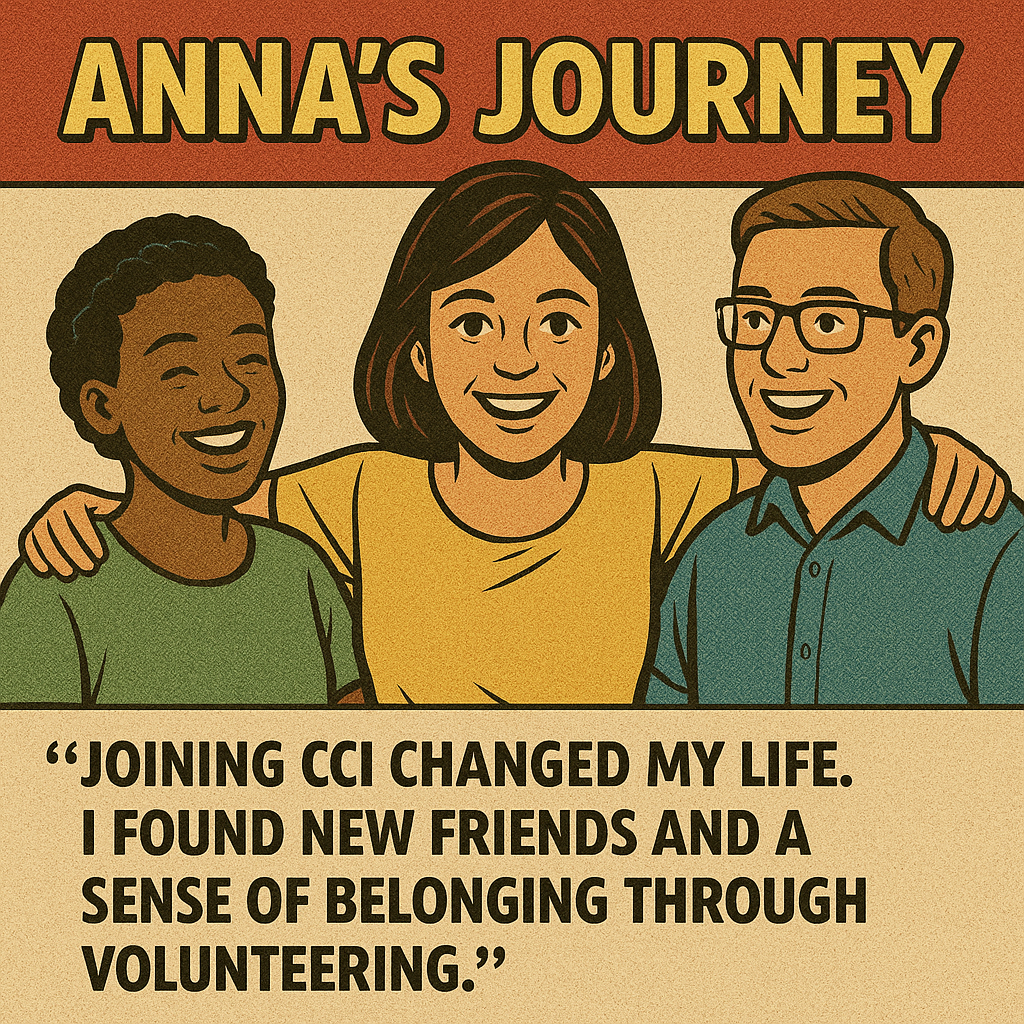 ANNA'S JOURNEY
“JOINING CCI CHANGED MY LIFE.
I FOUND NEW FRIENDS AND A
SENSE OF BELONGING THROUGH
VOLUNTEERING.”